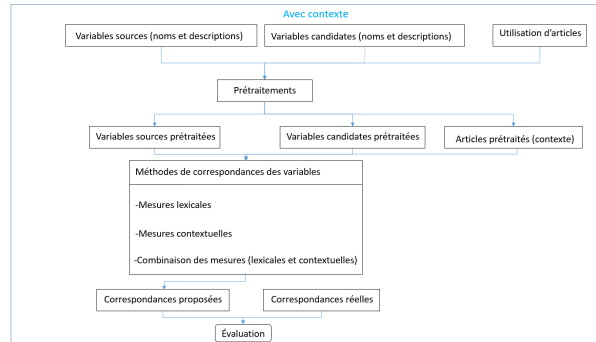 Avec contexte
Variables sources (noms et descriptions)
Variables candidates (noms et descriptions)
Utilisation d'articles
Prétraitements
Variables sources prétraitées
Variables candidates prétraitées
Articles prétraités (contexte)
Méthodes de correspondances des variables
-Mesures lexicales
-Mesures contextuelles
-Combinaison des mesures (lexicales et contextuelles)
Correspondances proposées
Correspondances réelles
Évaluation